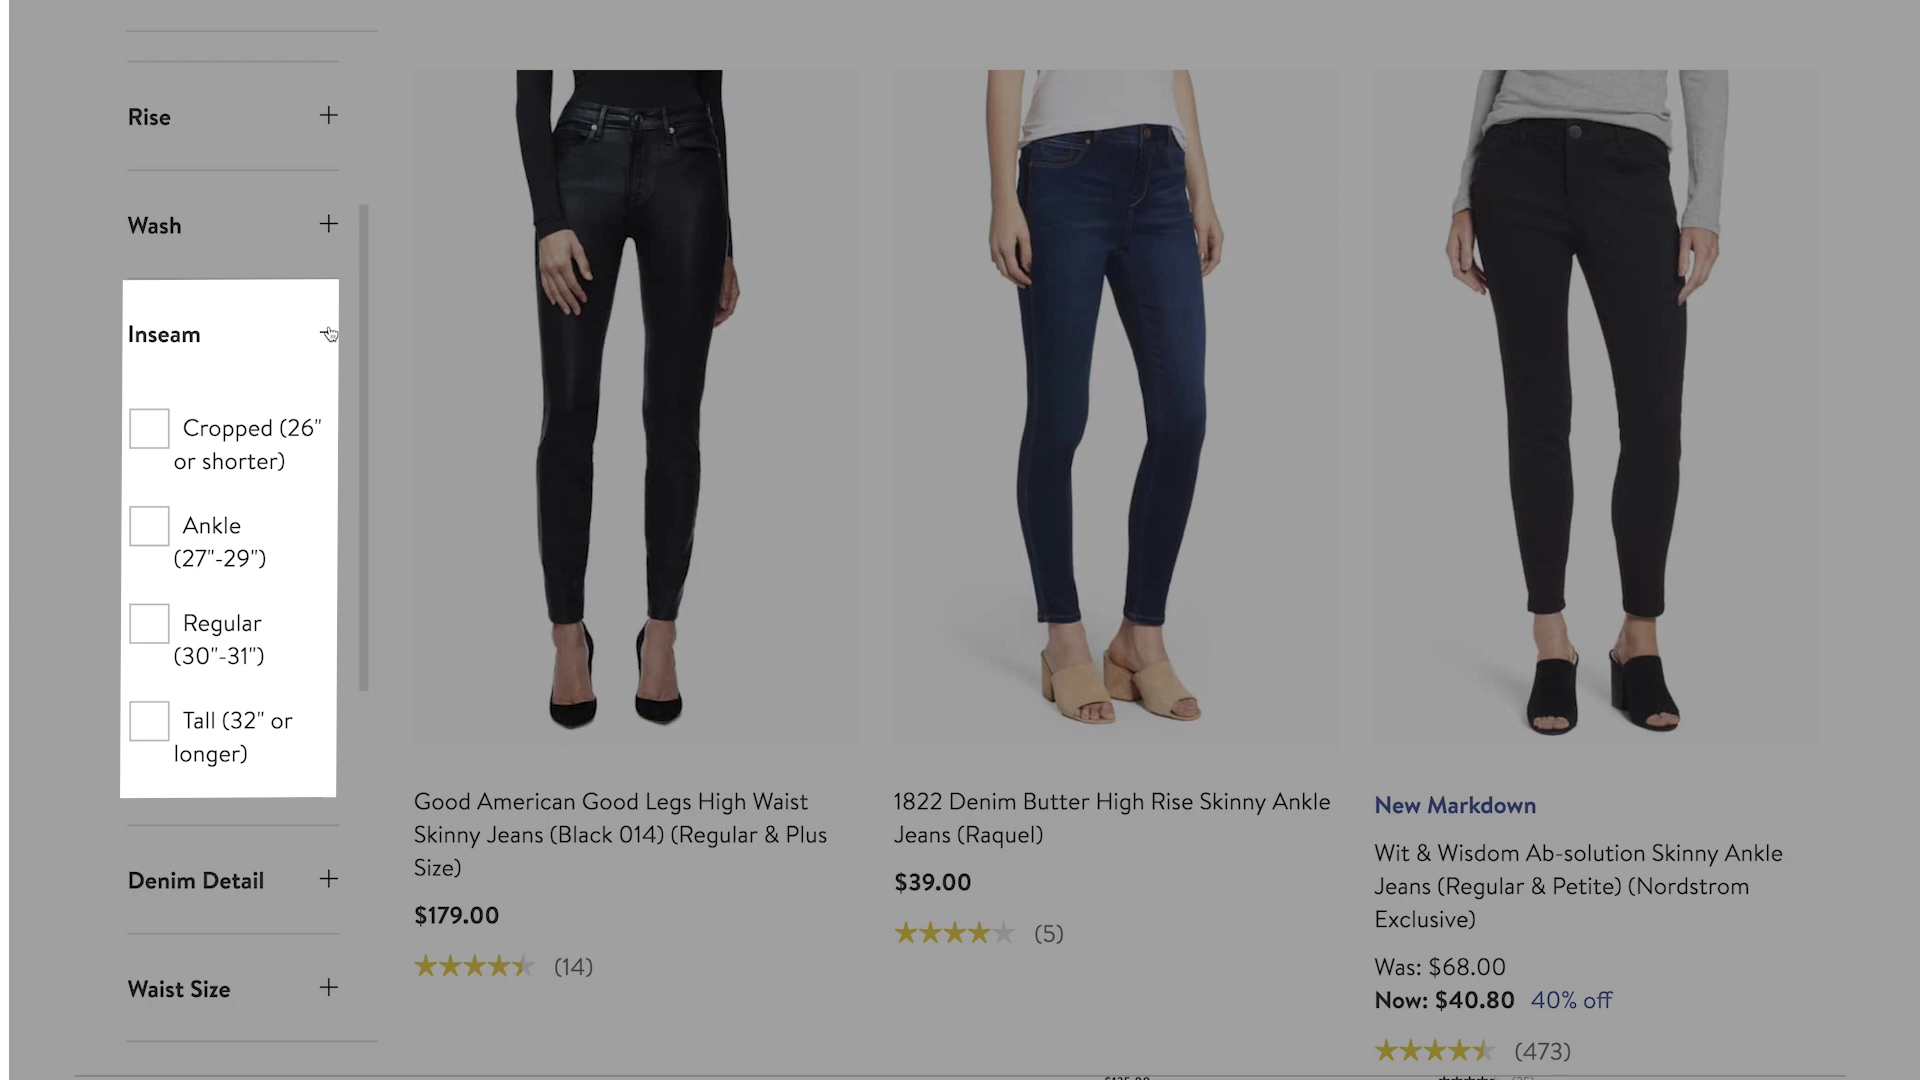 Rise
Wash
Inseam
Cropped (26"
or shorter)
Ankle
(27"-29")
Regular
(30"-31")
Tall (32" or
longer)
Denim Detail
Waist Size
Good American Good Legs High Waist
Skinny Jeans (Black 014) (Regular & Plus
Size)
$179.00
(14)
1822 Denim Butter High Rise Skinny Ankle
Jeans (Raquel)
$39.00
(5)
New Markdown
Wit & Wisdom Ab-solution Skinny Ankle
Jeans (Regular & Petite) (Nordstrom
Exclusive)
Was: $68.00
Now: $40.80 40% off
(473)